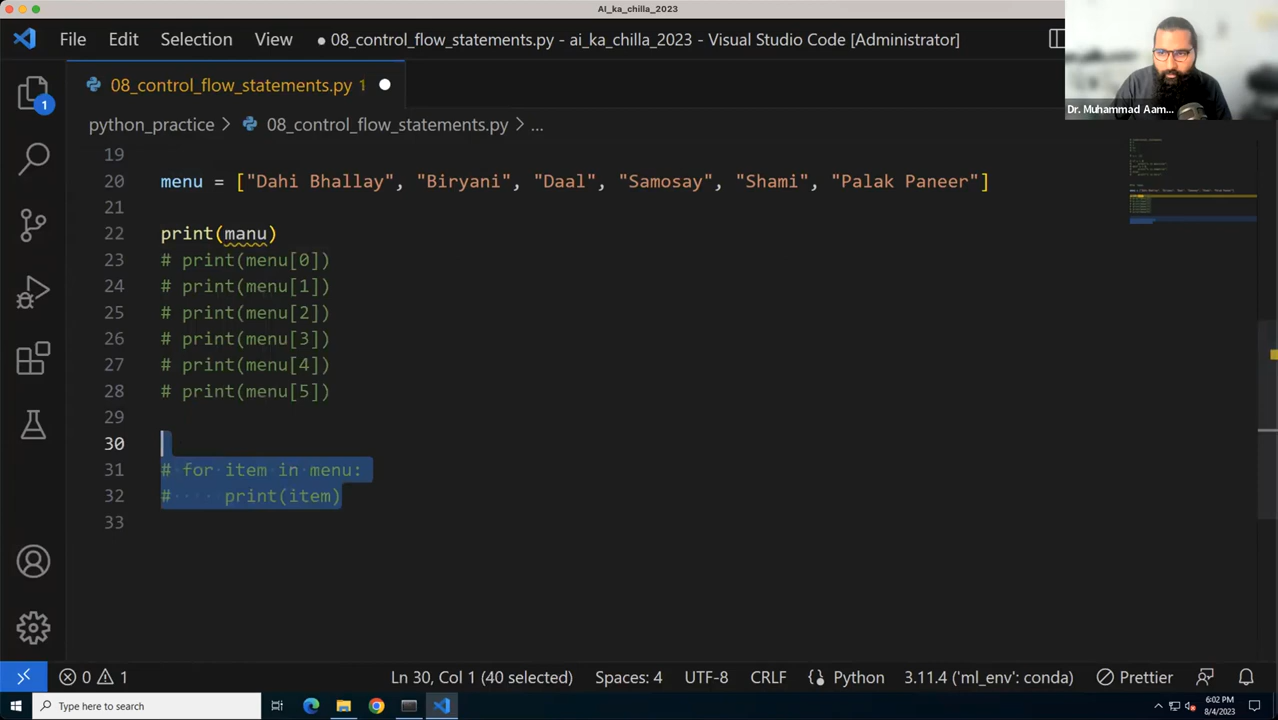 AI_ka_chilla_2023
File Edit Selection View ● 08_control_flow_statements.py - ai_ka_chilla_2023 - Visual Studio Code [Administrator]
Dr. Muhammad Aam...
1
08_control_flow_statements.py 1
python_practice > 08_control_flow_statements.py > ...
19
20 menu = ["Dahi Bhallay", "Biryani", "Daal", "Samosay", "Shami", "Palak Paneer"]
21
22 print(manu)
23 # print(menu[0])
24 # print(menu[1])
25 # print(menu[2])
26 # print(menu[3])
27 # print(menu[4])
28 # print(menu[5])
29
30
31 # for item in menu:
32 #     print(item)
33
0 1 Ln 30, Col 1 (40 selected) Spaces: 4 UTF-8 CRLF Python 3.11.4 ('ml_env': conda) Prettier
Type here to search
6:02 PM
8/4/2023